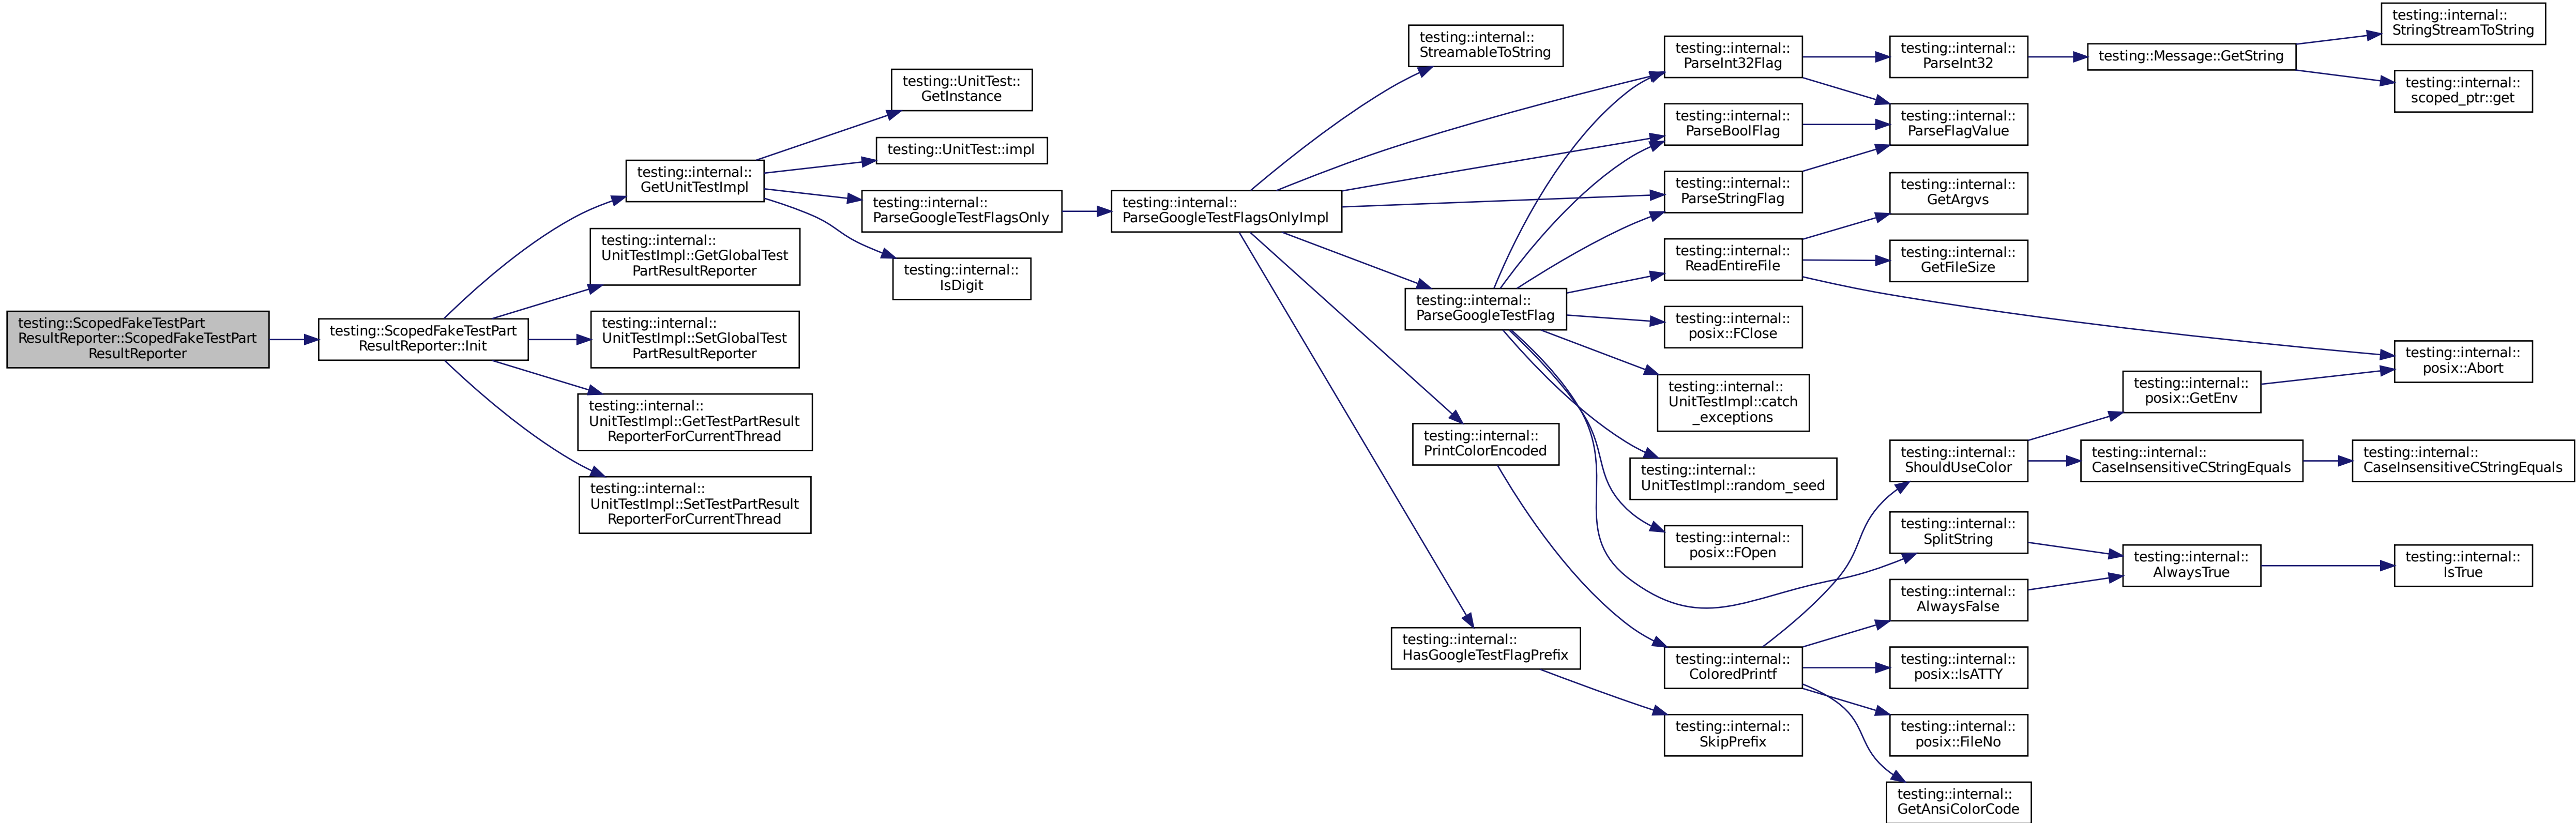 testing::ScopedFakeTestPart
ResultReporter::ScopedFakeTestPart
ResultReporter
testing::ScopedFakeTestPart
ResultReporter::Init
testing::internal::
GetUnitTestImpl
testing::internal::
UnitTestImpl::GetGlobalTest
PartResultReporter
testing::internal::
UnitTestImpl::SetGlobalTest
PartResultReporter
testing::internal::
UnitTestImpl::GetTestPartResult
ReporterForCurrentThread
testing::internal::
UnitTestImpl::SetTestPartResult
ReporterForCurrentThread
testing::UnitTest::
GetInstance
testing::UnitTest::impl
testing::internal::
ParseGoogleTestFlagsOnly
testing::internal::
IsDigit
testing::internal::
ParseGoogleTestFlagsOnlyImpl
testing::internal::
StreamableToString
testing::internal::
ParseGoogleTestFlag
testing::internal::
PrintColorEncoded
testing::internal::
HasGoogleTestFlagPrefix
testing::internal::
ParseInt32Flag
testing::internal::
ParseBoolFlag
testing::internal::
ParseStringFlag
testing::internal::
ReadEntireFile
testing::internal::
posix::FClose
testing::internal::
UnitTestImpl::catch
_exceptions
testing::internal::
UnitTestImpl::random_seed
testing::internal::
posix::FOpen
testing::internal::
ColoredPrintf
testing::internal::
SkipPrefix
testing::internal::
ParseInt32
testing::internal::
ParseFlagValue
testing::internal::
GetArgvs
testing::internal::
GetFileSize
testing::internal::
ShouldUseColor
testing::internal::
SplitString
testing::internal::
AlwaysFalse
testing::internal::
posix::IsATTY
testing::internal::
posix::FileNo
testing::internal::
GetAnsiColorCode
testing::Message::GetString
testing::internal::
posix::GetEnv
testing::internal::
CaseInsensitiveCStringEquals
testing::internal::
AlwaysTrue
testing::internal::
StringStreamToString
testing::internal::
scoped_ptr::get
testing::internal::
posix::Abort
testing::internal::
CaseInsensitiveCStringEquals
testing::internal::
IsTrue